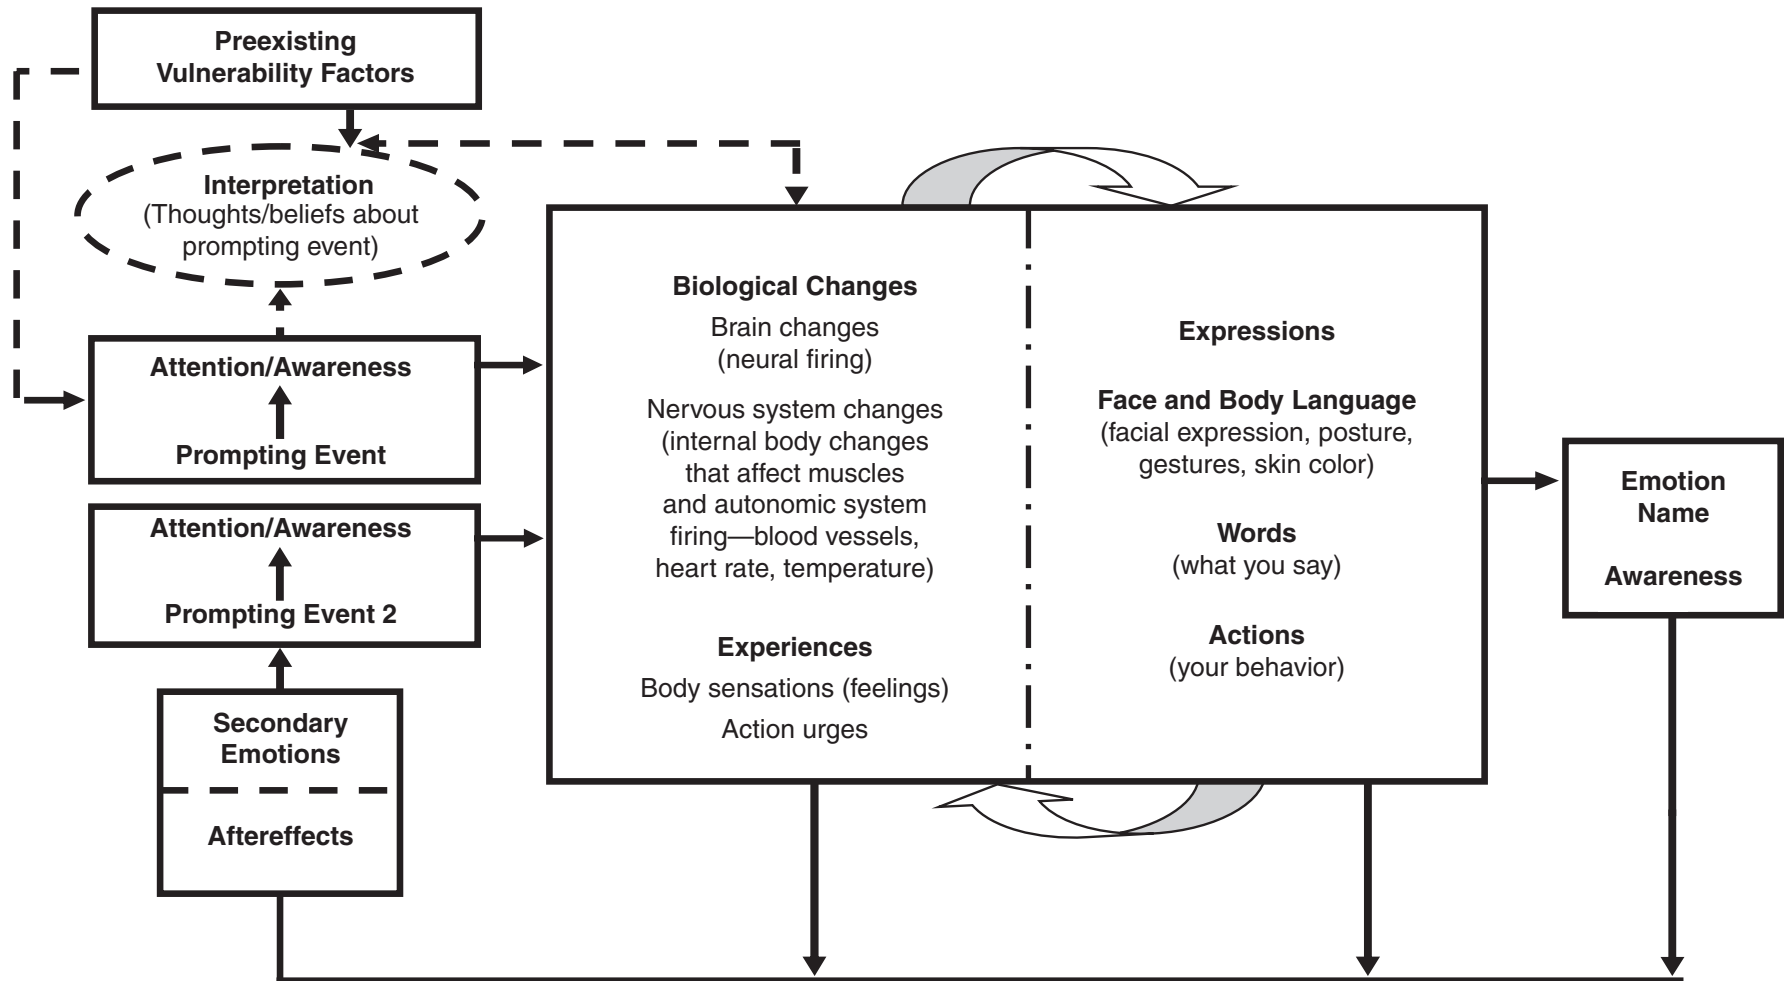 Preexisting
Vulnerability Factors
Interpretation
(Thoughts/beliefs about
prompting event)
Attention/Awareness
Prompting Event
Attention/Awareness
Prompting Event 2
Secondary
Emotions
Aftereffects
Biological Changes
Brain changes
(neural firing)
Nervous system changes
(internal body changes
that affect muscles
and autonomic system
firing—blood vessels,
heart rate, temperature)
Experiences
Body sensations (feelings)
Action urges
Expressions
Face and Body Language
(facial expression, posture,
gestures, skin color)
Words
(what you say)
Actions
(your behavior)
Emotion
Name
Awareness